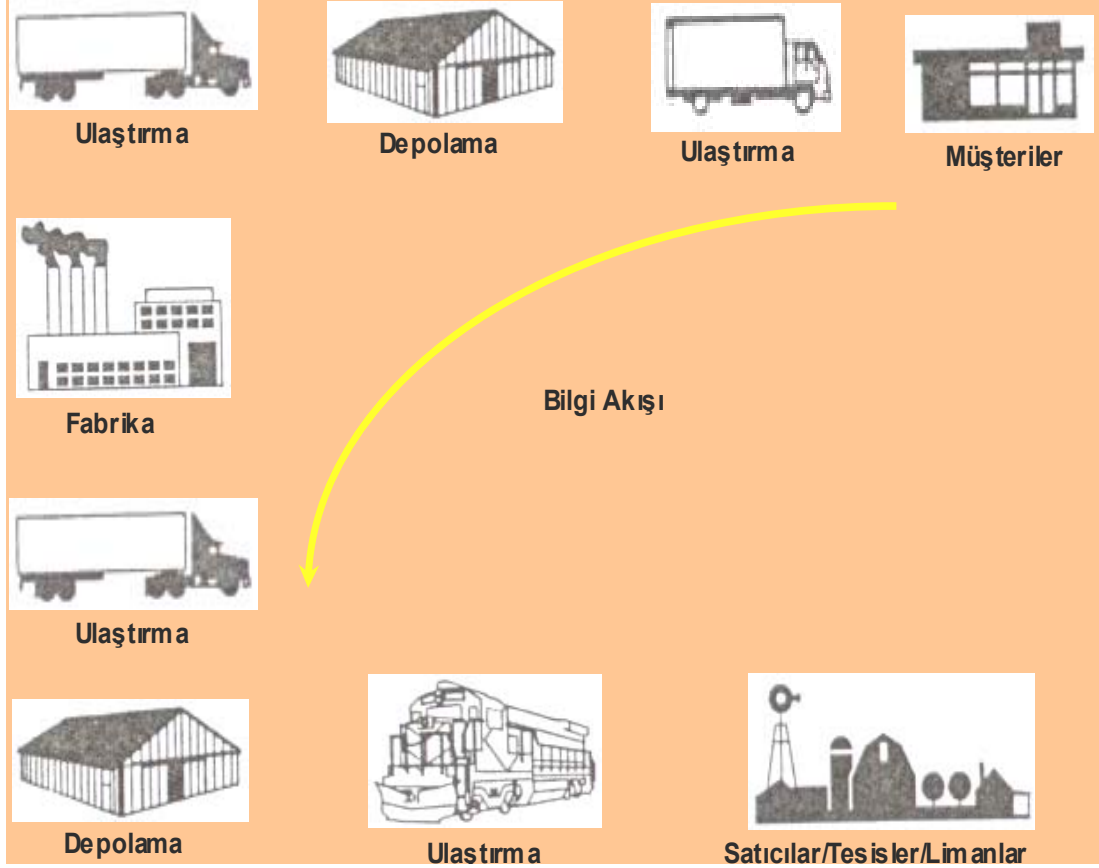 Ulaştırma
Depolama
Ulaştırma
Müşteriler
Fabrika
Bilgi Akışı
Ulaştırma
Depolama
Ulaştırma
Satıcılar/Tesisler/Limanlar